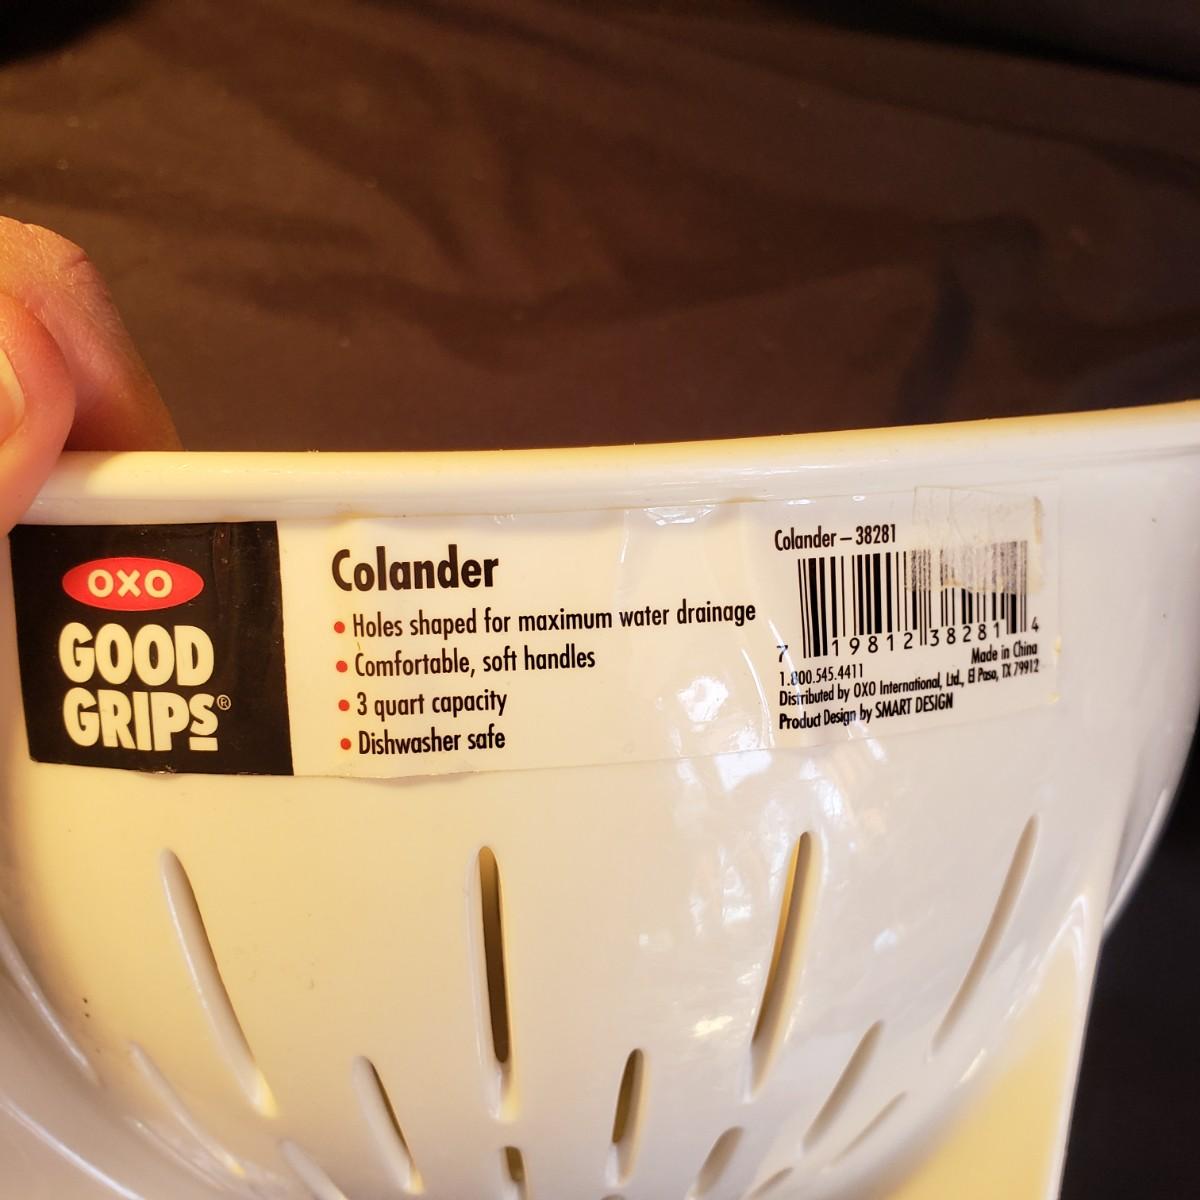 OXO
GOOD
GRIPS®
Colander
• Holes shaped for maximum water drainage
• Comfortable, soft handles
• 3 quart capacity
• Dishwasher safe
Colander – 38281
7 19812 38281 4
Made in China
1.800.545.4411
Distributed by OXO International, Ltd., El Paso, TX 79912
Product Design by SMART DESIGN